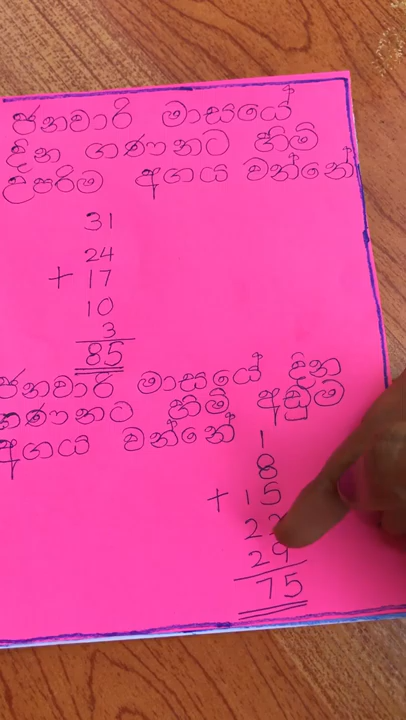 ජනවාරි මාසයේ
දින ගණනට හිමි
උපරිම අගය වන්නේ
31
24
+ 17
10
3
85
ජනවාරි මාසයේ දින
ගණනට හිමි අඩුම
අගය වන්නේ
1
8
+ 15
29
75